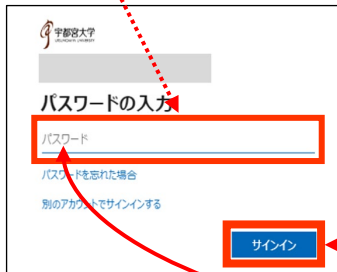 宇都宮大学
UTSUNOMIYA UNIVERSITY
パスワードの入力
パスワード
パスワードを忘れた場合
別のアカウントでサインインする
サインイン